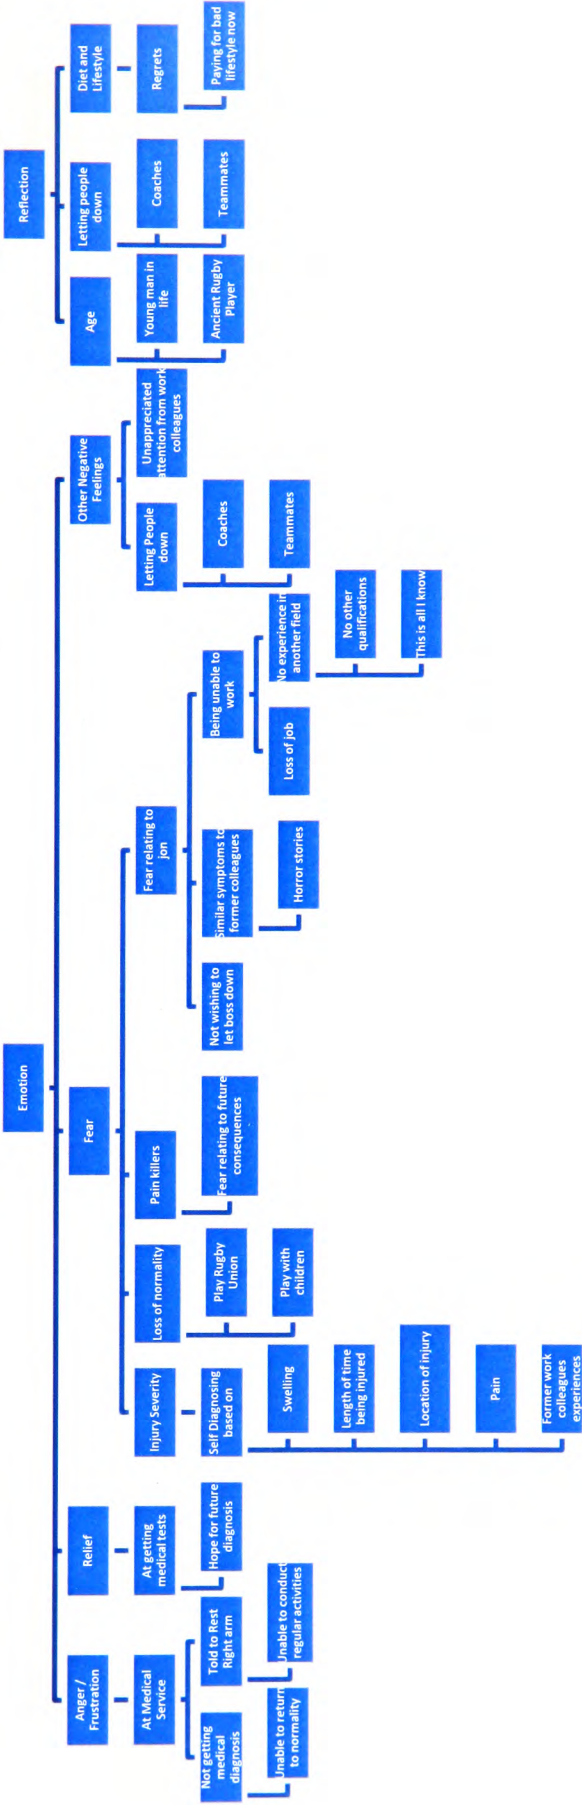 Emotion
Anger /
Frustration
At Medical
Service
Not getting
medical
diagnosis
Unable to return
to normality
Told to Rest
Right arm
Unable to conduct
regular activities
Relief
At getting
medical tests
Hope for future
diagnosis
Fear
Injury Severity
Self Diagnosing
based on
Swelling
Length of time
being injured
Location of injury
Pain
Former work
colleagues
experiences
Loss of normality
Play Rugby
Union
Play with
children
Pain killers
Fear relating to future
consequences
Fear relating to
jon
Not wishing to
let boss down
Similar symptoms to
former colleagues
Horror stories
Being unable to
work
Loss of job
No experience in
another field
No other
qualifications
This is all I know
Other Negative
Feelings
Letting People
down
Coaches
Teammates
Unappreciated
attention from work
colleagues
Reflection
Age
Young man in
life
Ancient Rugby
Player
Letting people
down
Coaches
Teammates
Diet and
Lifestyle
Regrets
Paying for bad
lifestyle now